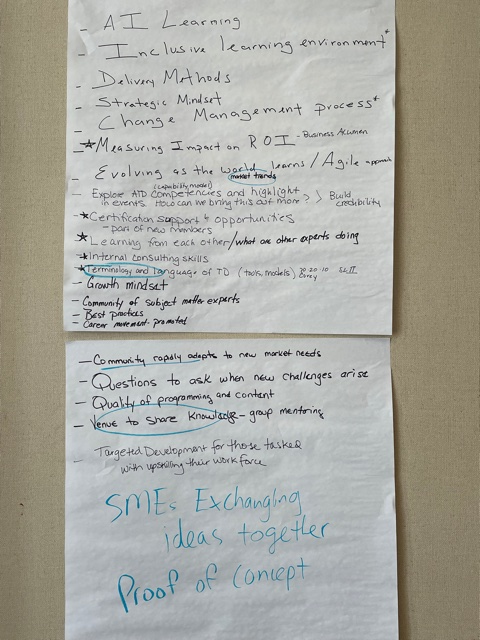 - AI Learning
- Inclusive learning environment*
- Delivery Methods
- Strategic Mindset
- Change Management process*
- ★Measuring Impact on ROI - Business Acumen
- Evolving as the world learns/Agile approach
market trends
(capability model)
- Explore ATD competencies and highlight
in events. How can we bring this out more? > Build
credibility
- ★Certification support & opportunities
- part of new members
- ★Learning from each other/what are other experts doing
- ★Internal consulting skills
- ★Terminology and Language of TD (tools, models) 70 20 10
- Growth mindset
- Community of subject matter experts
- Best practices
- Career movement-promoted
- Community rapidly adapts to new market needs
- Questions to ask when new challenges arise
- Quality of programming and content
- Venue to share knowledge - group mentoring
- Targeted Development for those tasked
with upskilling their workforce
SMEs Exchanging
ideas together
Proof of Concept